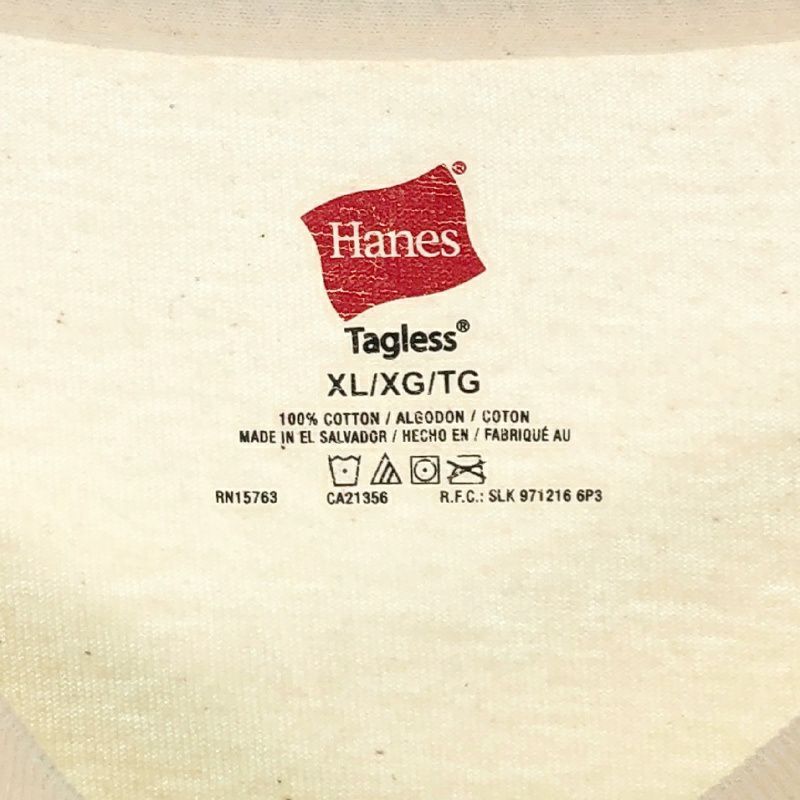 Hanes®
Tagless®
XL/XG/TG
100% COTTON / ALGODON / COTON
MADE IN EL SALVADOR / HECHO EN / FABRIQUÉ AU
RN15763 CA21356 R.F.C.: SLK 971216 6P3